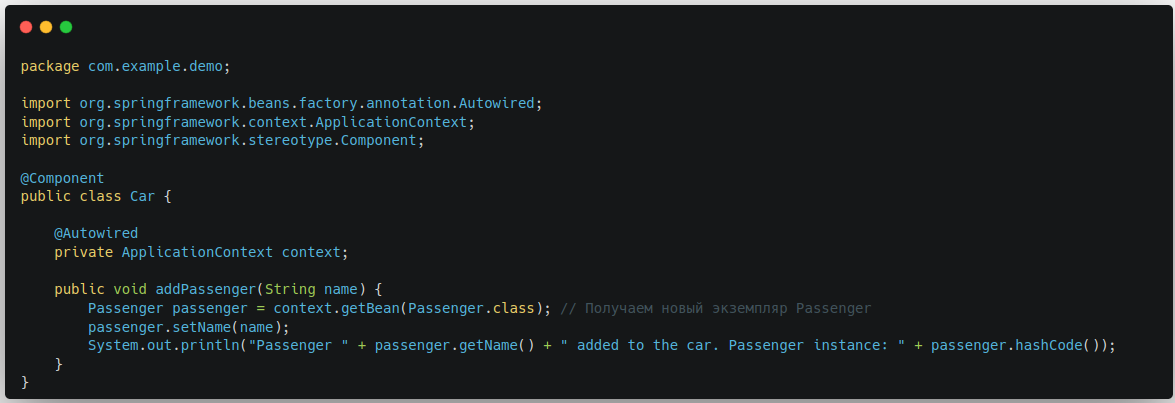 package com.example.demo;
import org.springframework.beans.factory.annotation.Autowired;
import org.springframework.context.ApplicationContext;
import org.springframework.stereotype.Component;
@Component
public class Car {
@Autowired
private ApplicationContext context;
public void addPassenger(String name) {
Passenger passenger = context.getBean(Passenger.class); // Получаем новый экземпляр Passenger
passenger.setName(name);
System.out.println("Passenger " + passenger.getName() + " added to the car. Passenger instance: " + passenger.hashCode());
}
}